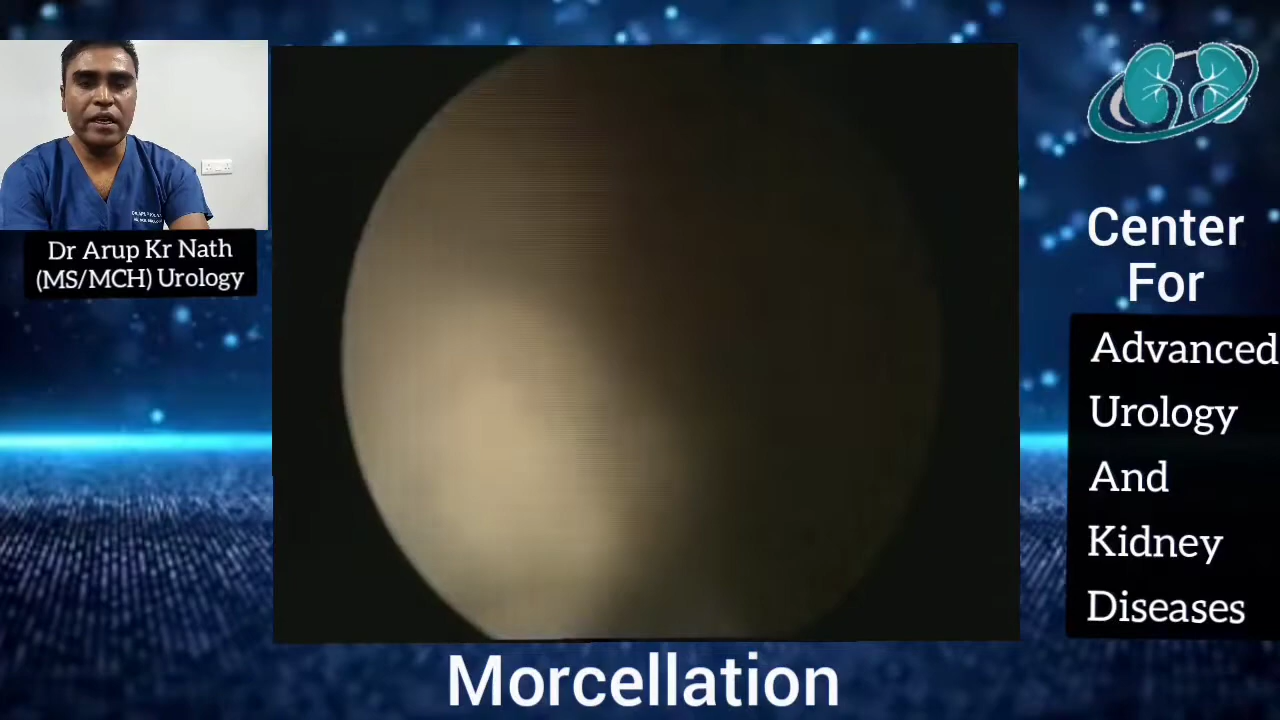 Dr Arup Kr Nath
(MS/MCH) Urology
Center
For
Advanced
Urology
And
Kidney
Diseases
Morcellation